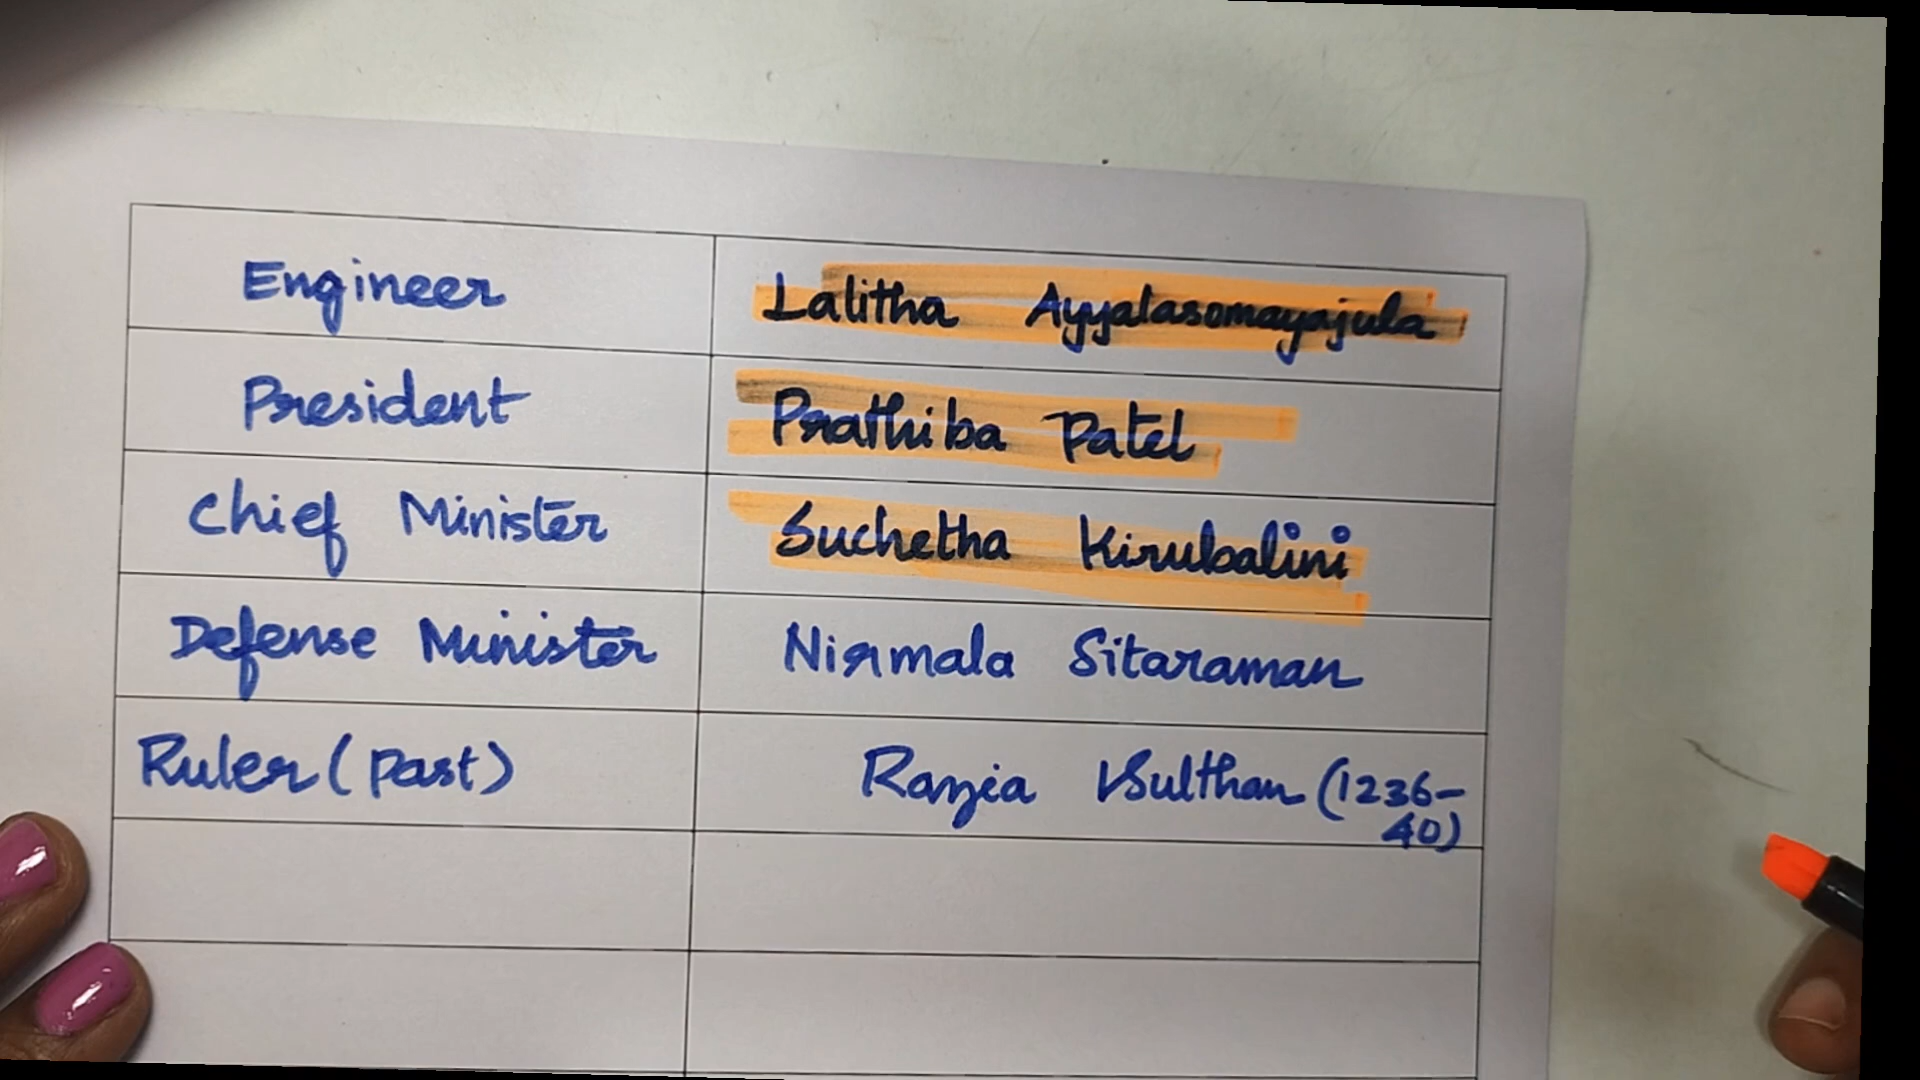 Engineer Lalitha Ayyalasomayajula
President Prathiba Patel
Chief Minister Suchetha Kirubalini
Defense Minister Nirmala Sitaraman
Ruler (Past) Razia Sulthan (1236-
40)